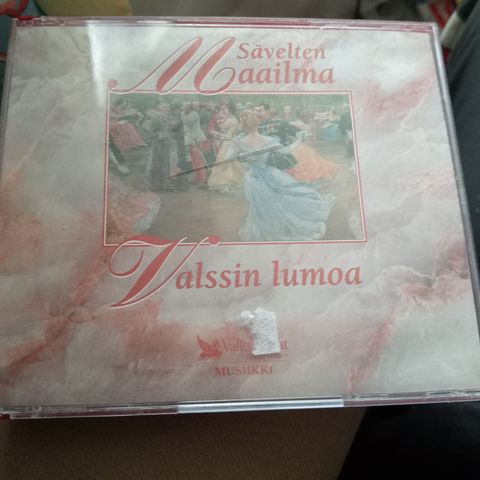 Sävelten
Maailma
Valssin lumoa
MUSIIKKI